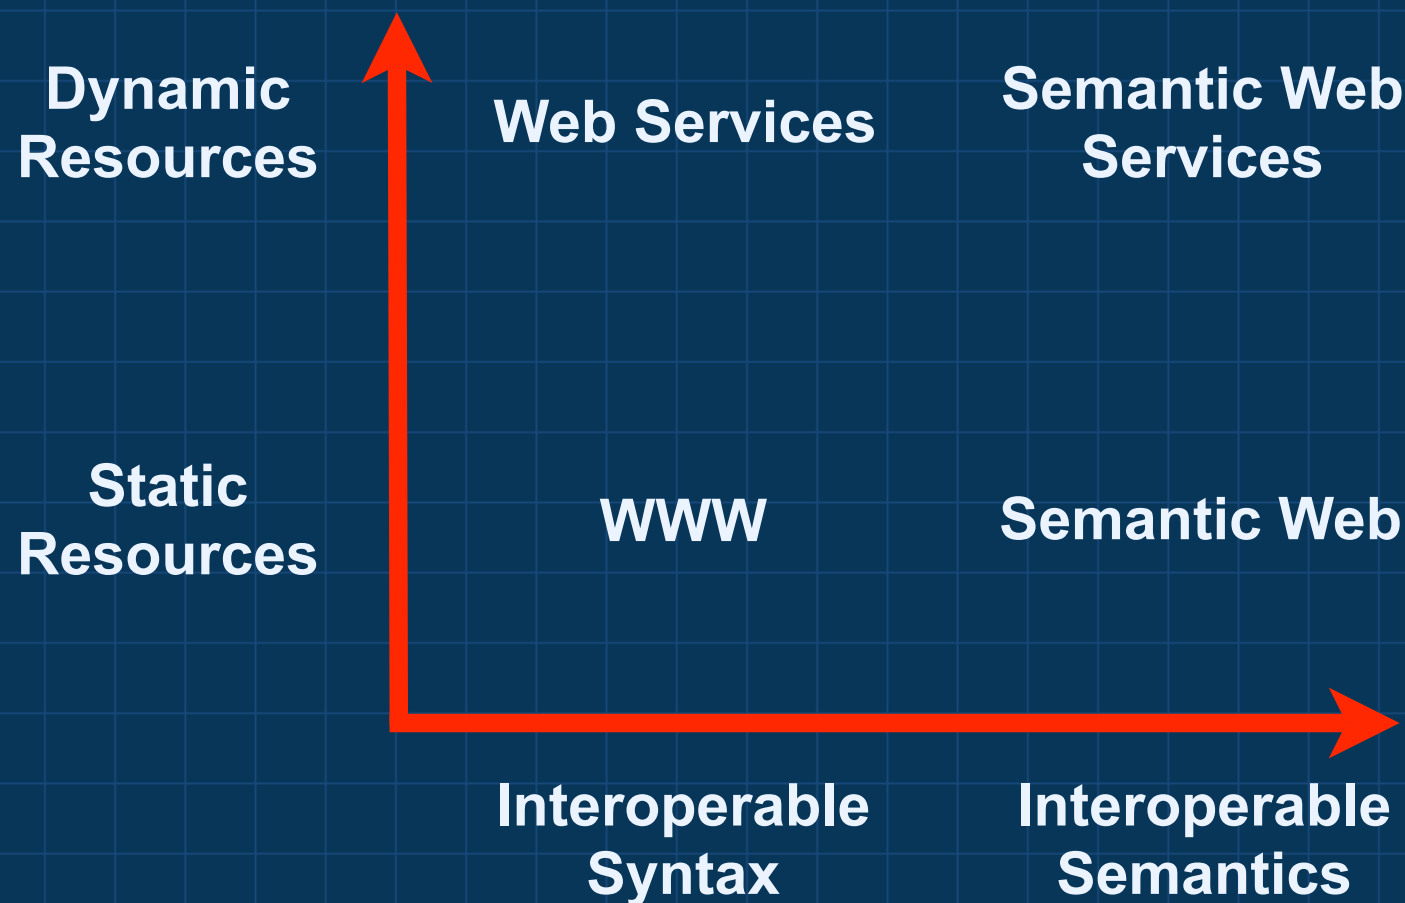 Dynamic
Resources
Web Services
Semantic Web
Services
Static
Resources
WWW
Semantic Web
Interoperable
Syntax
Interoperable
Semantics